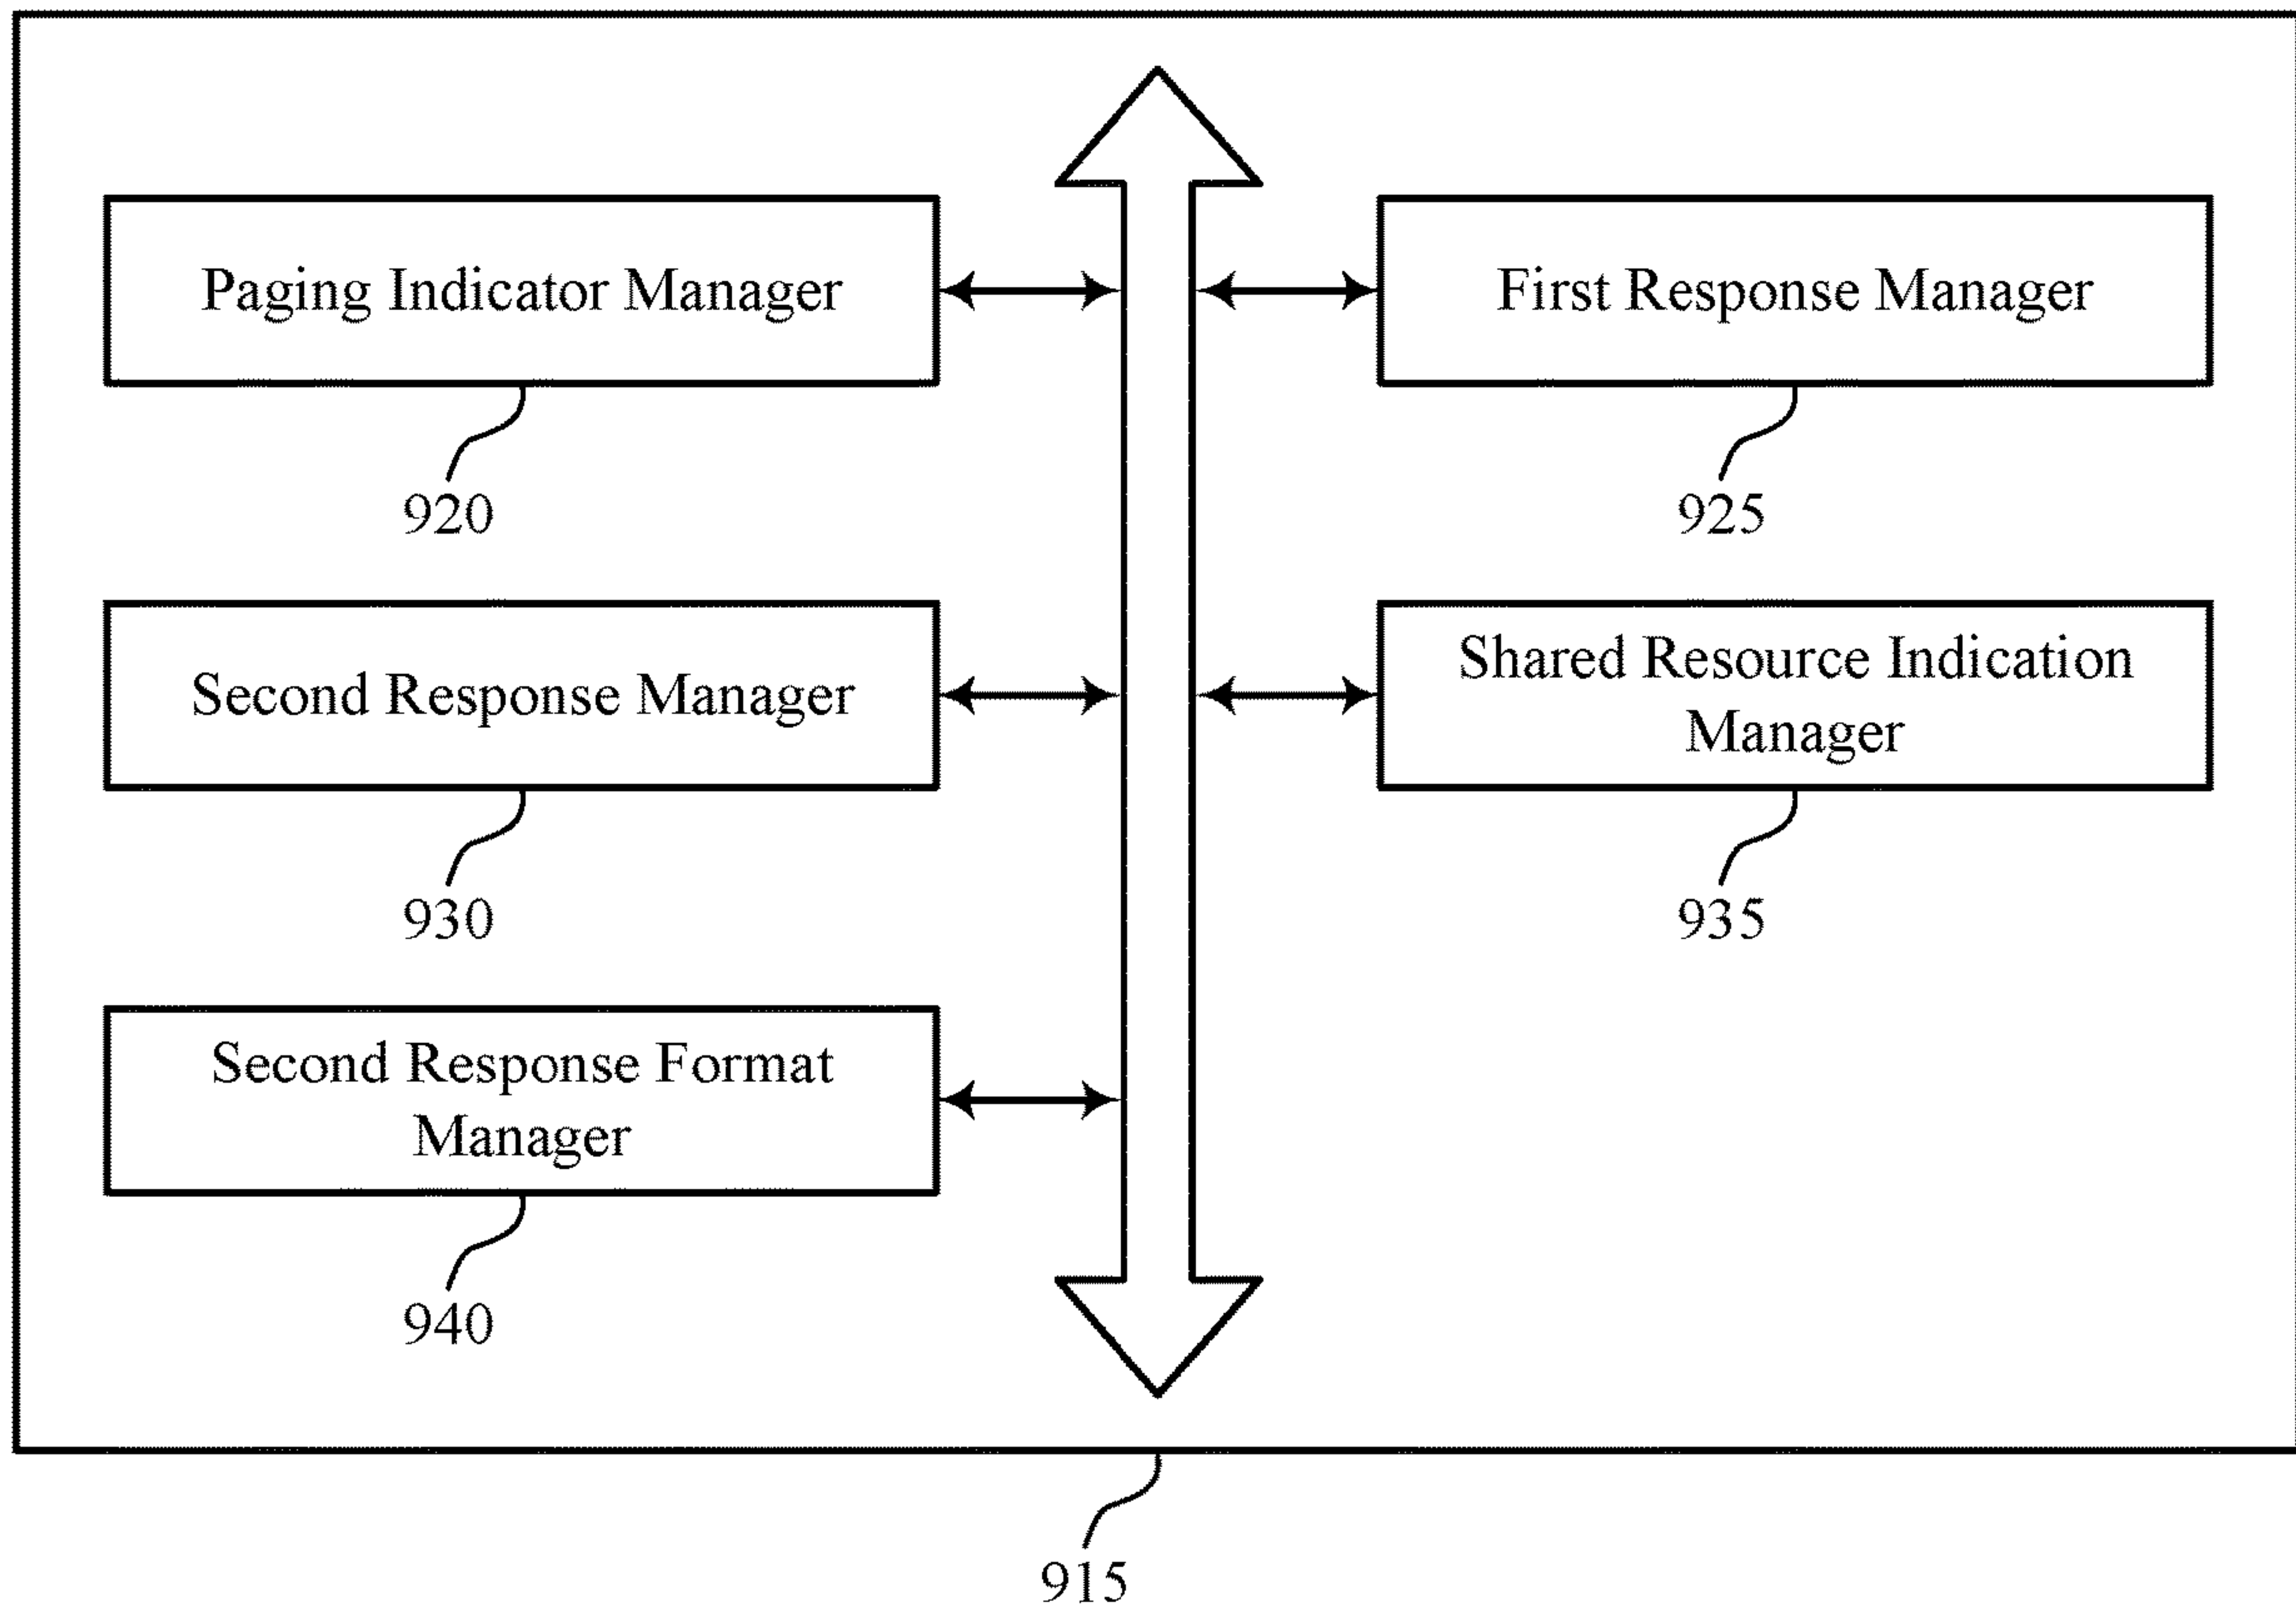 Paging Indicator Manager
920
First Response Manager
925
Second Response Manager
930
Shared Resource Indication
Manager
935
Second Response Format
Manager
940
915